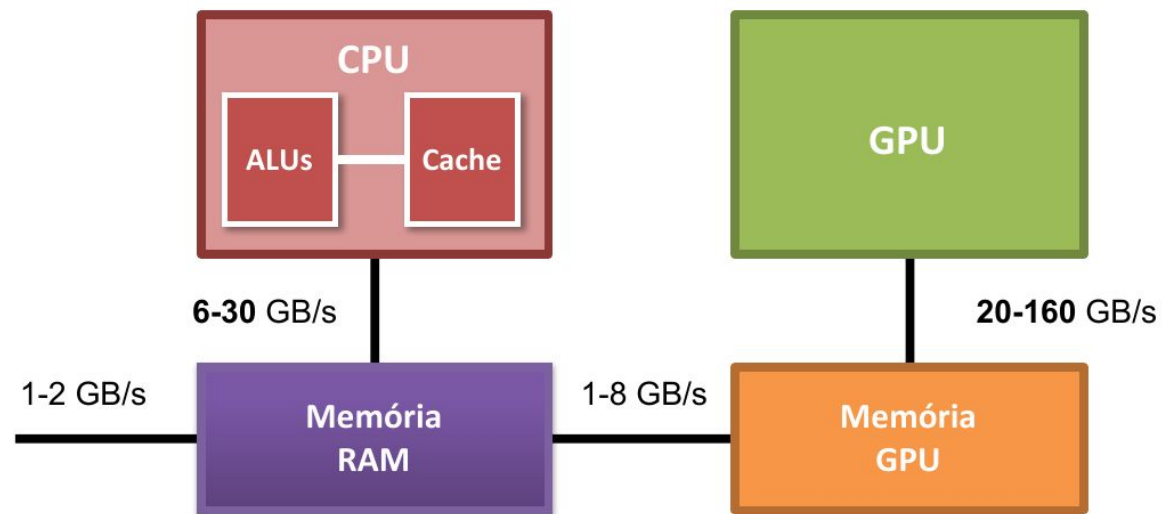 CPU
ALUs
Cache
GPU
6-30 GB/s
20-160 GB/s
1-2 GB/s
Memória
RAM
1-8 GB/s
Memória
GPU